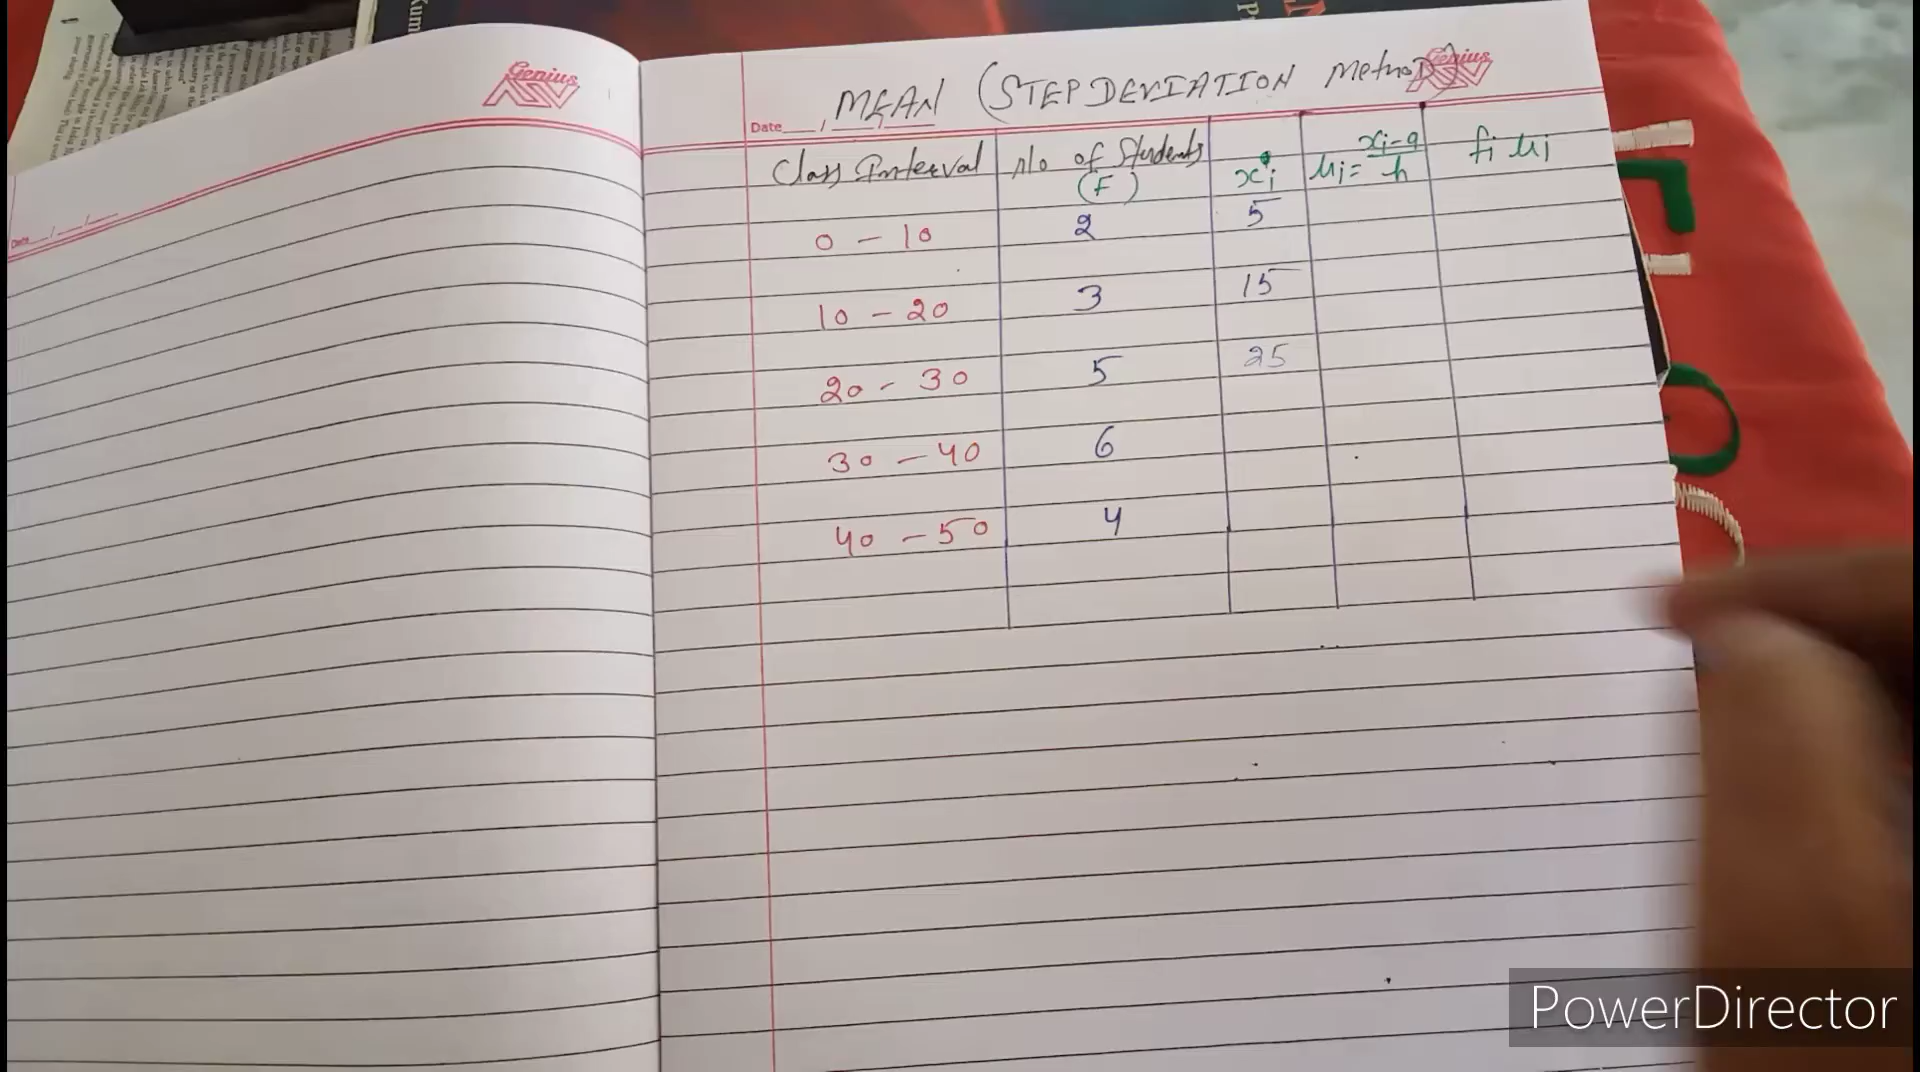 Genius
Genius
MEAN (STEP DEVIATION Method)
Date
Date
Class Interval No of Students (F) xi ui = xi-a/h fi ui
0 - 10 2 5
10 - 20 3 15
20 - 30 5 25
30 - 40 6
40 - 50 4
PowerDirector